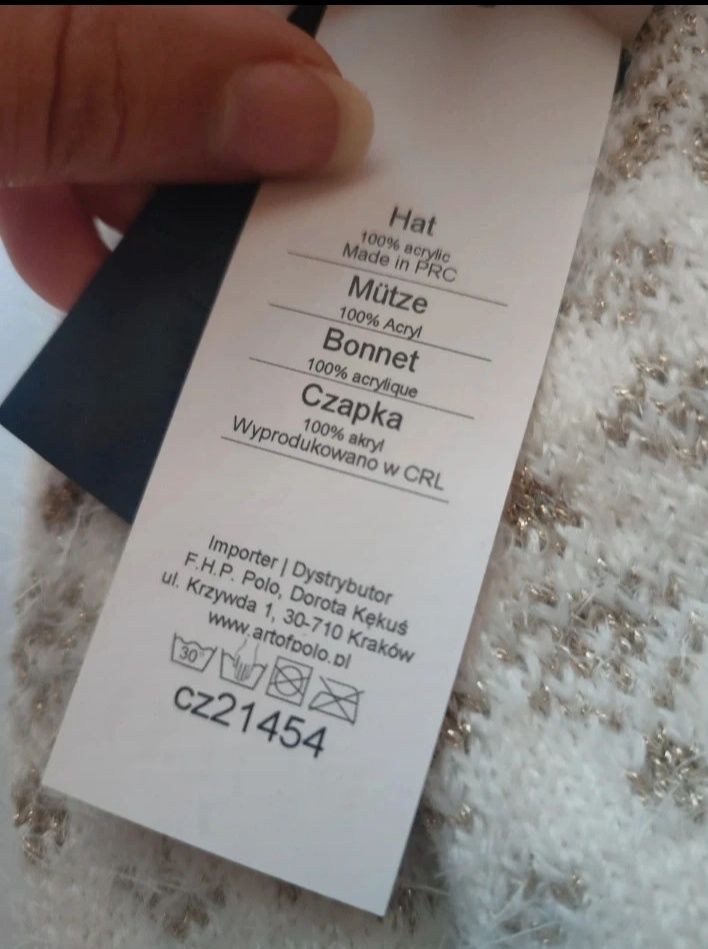 Hat
100% acrylic
Made in PRC
Mütze
100% Acryl
Bonnet
100% acrylique
Czapka
100% akryl
Wyprodukowano w CRL
Importer | Dystrybutor
F.H.P. Polo, Dorota Kękuś
ul. Krzywda 1, 30-710 Kraków
www.artofpolo.pl
30°
cz21454